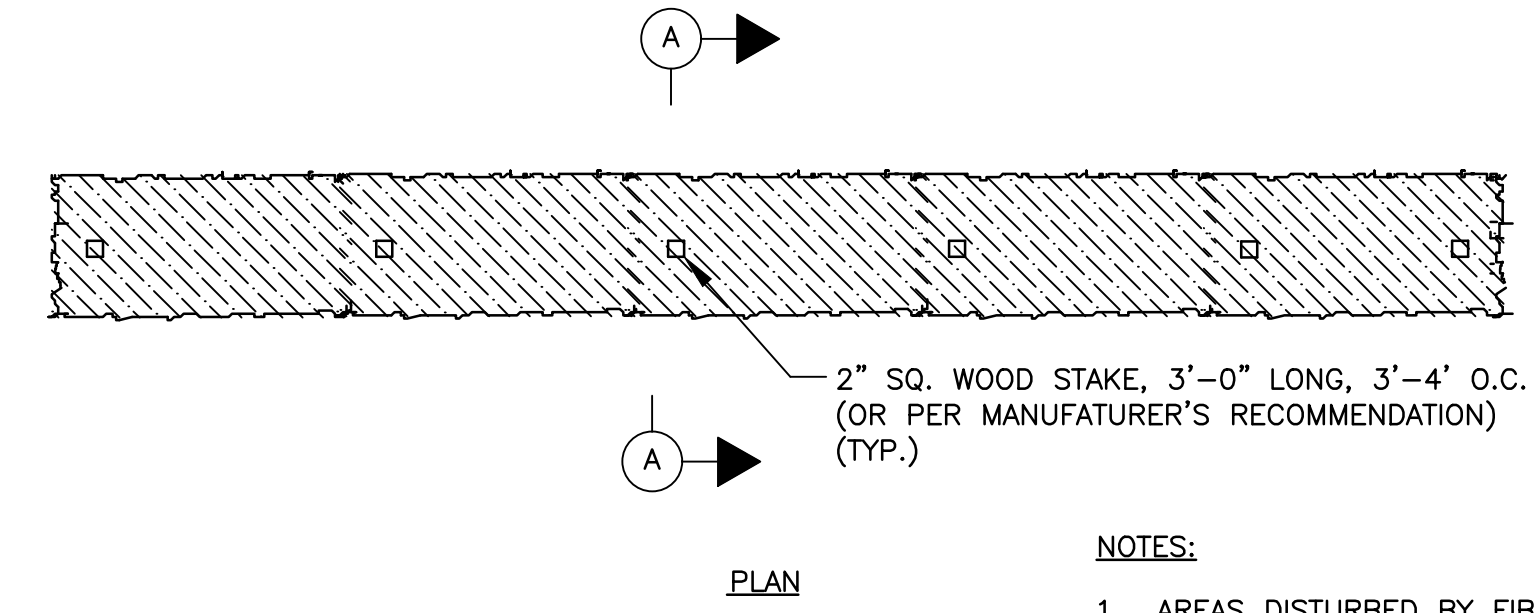 A
2” SQ. WOOD STAKE, 3’–0” LONG, 3’–4’ O.C.
(OR PER MANUFATURER’S RECOMMENDATION)
(TYP.)
A
NOTES:
PLAN
1. AREAS DISTURBED BY FIR